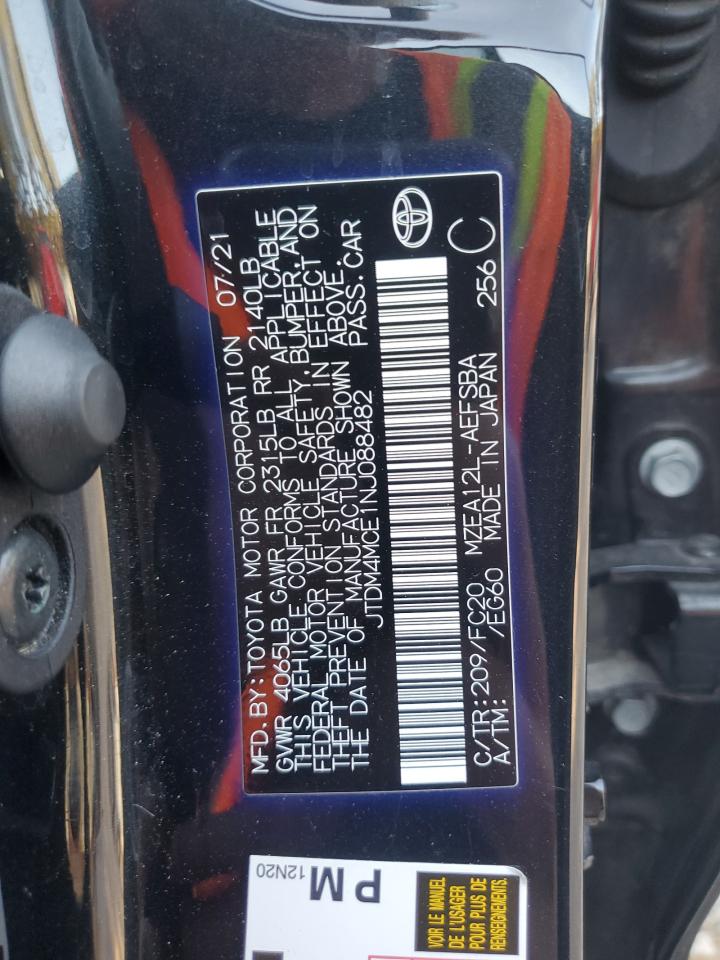 MFD. BY: TOYOTA MOTOR CORPORATION 07/21
GVWR 4065LB GAWR FR 2315LB RR 2140LB
THIS VEHICLE CONFORMS TO ALL APPLICABLE
FEDERAL MOTOR VEHICLE SAFETY, BUMPER, AND
THEFT PREVENTION STANDARDS IN EFFECT ON
THE DATE OF MANUFACTURE SHOWN ABOVE.
JTDM4MCE1NJ088482 PASS. CAR
C/TR: 209/FC20 MZEA12L-AEFSBA 256 C
A/TM: /EG60 MADE IN JAPAN
PM
12N20
VOIR LE MANUEL
DE L'USAGER
POUR PLUS DE
RENSEIGNEMENTS.